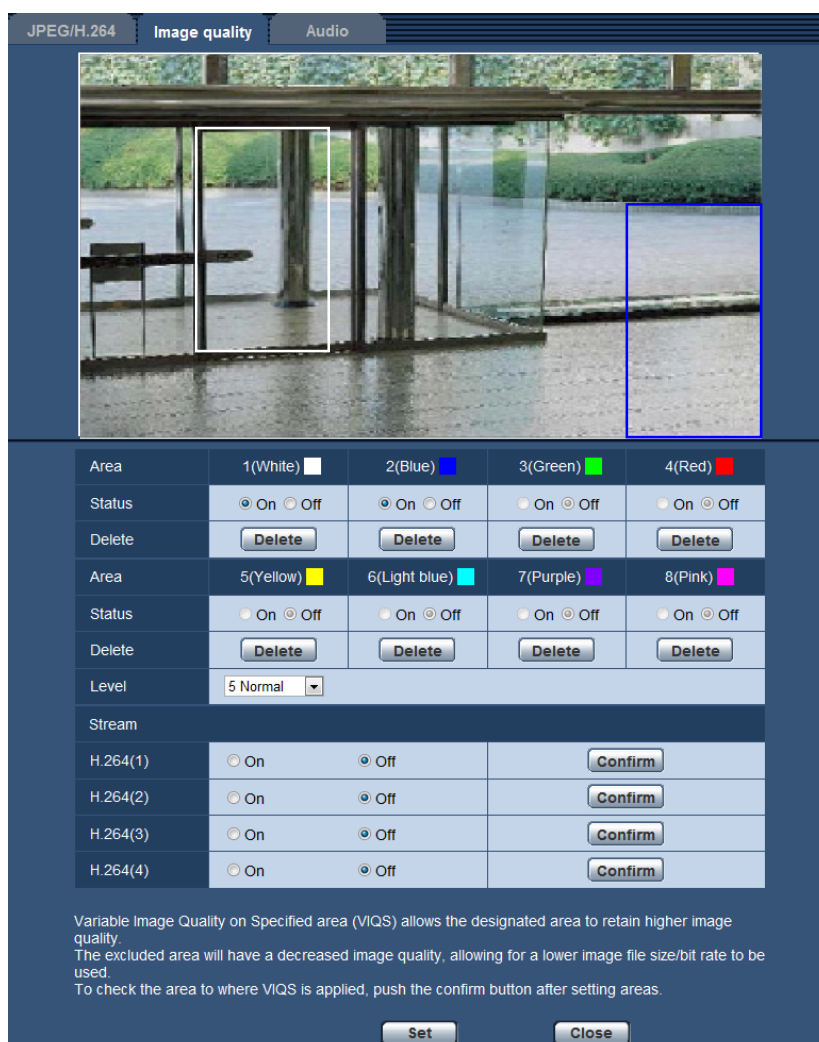 JPEG/H.264 Image quality Audio
Area 1(White) 2(Blue) 3(Green) 4(Red)
Status On Off On Off On Off On Off
Delete Delete Delete Delete Delete
Area 5(Yellow) 6(Light blue) 7(Purple) 8(Pink)
Status On Off On Off On Off On Off
Delete Delete Delete Delete Delete
Level 5 Normal
Stream
H.264(1) On Off Confirm
H.264(2) On Off Confirm
H.264(3) On Off Confirm
H.264(4) On Off Confirm
Variable Image Quality on Specified area (VIQS) allows the designated area to retain higher image
quality.
The excluded area will have a decreased image quality, allowing for a lower image file size/bit rate to be
used.
To check the area to where VIQS is applied, push the confirm button after setting areas.
Set Close